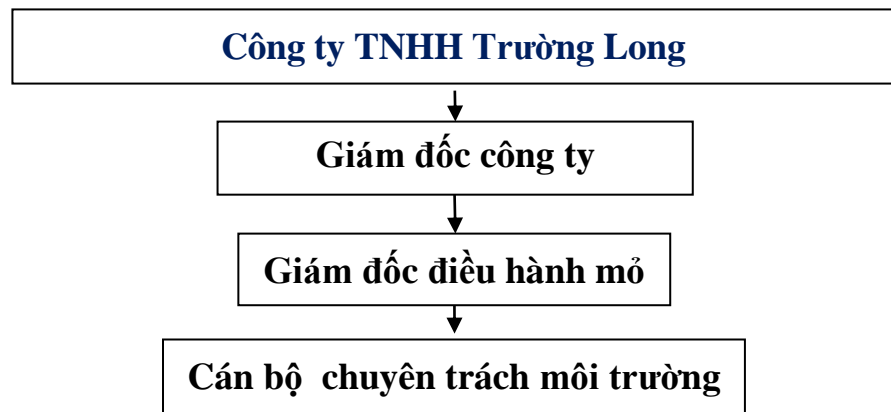 Công ty TNHH Trường Long
Giám đốc công ty
Giám đốc điều hành mỏ
Cán bộ chuyên trách môi trường